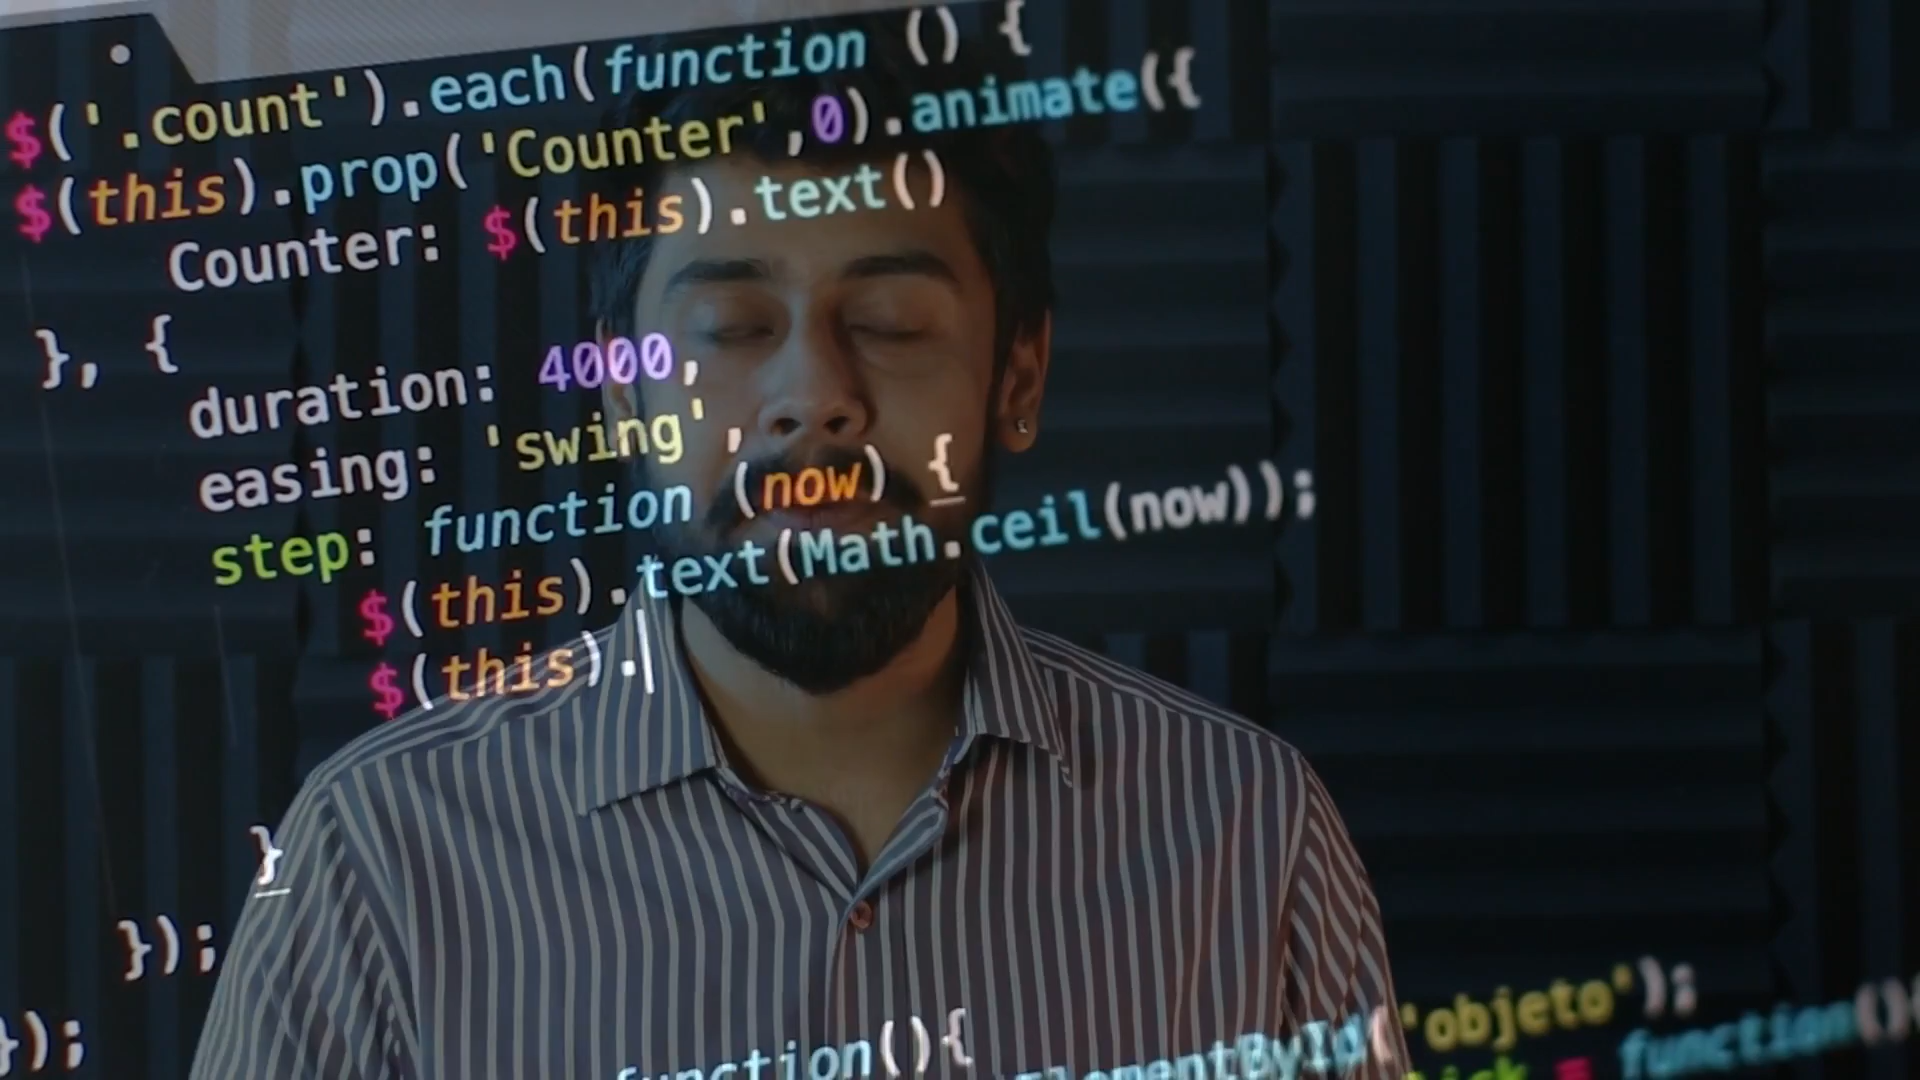 $('.count').each(function () {
$(this).prop('Counter',0).animate({
Counter: $(this).text()
}, {
duration: 4000,
easing: 'swing',
step: function (now) {
$(this).text(Math.ceil(now));
$(this).
}
});
});
'objeto');
function(){
= function(){